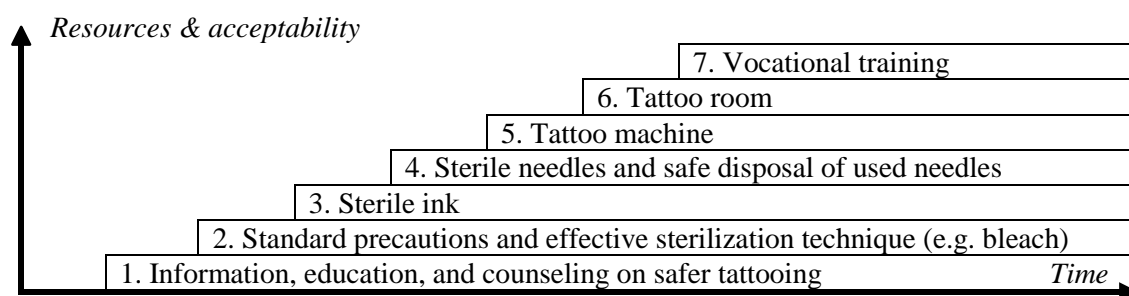 Resources & acceptability
7. Vocational training
6. Tattoo room
5. Tattoo machine
4. Sterile needles and safe disposal of used needles
3. Sterile ink
2. Standard precautions and effective sterilization technique (e.g. bleach)
1. Information, education, and counseling on safer tattooing
Time